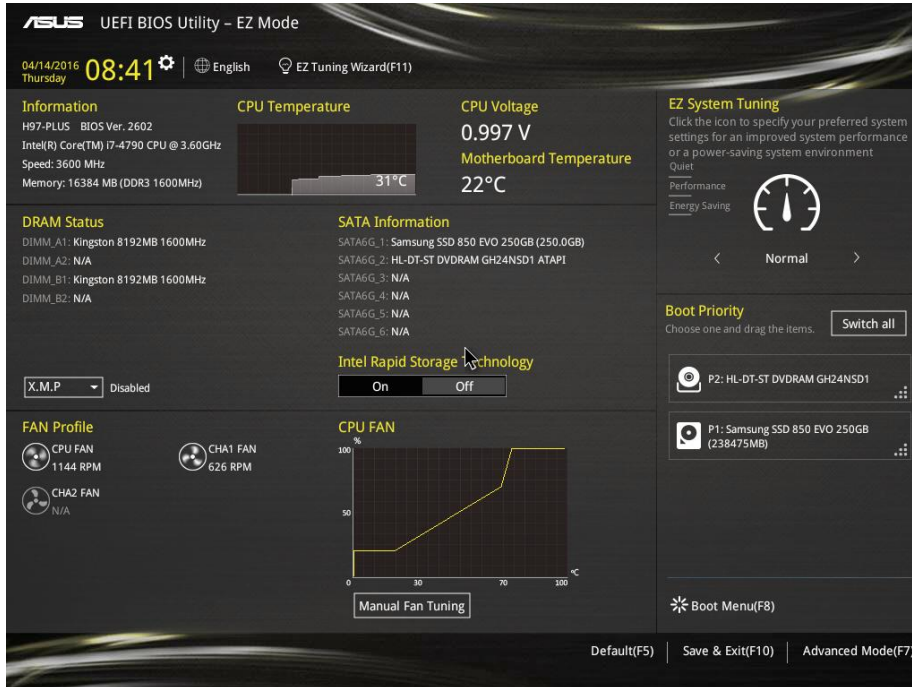 ASUS UEFI BIOS Utility – EZ Mode
04/14/2016
Thursday
08:41
English
EZ Tuning Wizard(F11)
Information
H97-PLUS BIOS Ver. 2602
Intel(R) Core(TM) i7-4790 CPU @ 3.60GHz
Speed: 3600 MHz
Memory: 16384 MB (DDR3 1600MHz)
CPU Temperature
31°C
CPU Voltage
0.997 V
Motherboard Temperature
22°C
EZ System Tuning
Click the icon to specify your preferred system
settings for an improved system performance
or a power-saving system environment
Quiet
Performance
Energy Saving
< Normal >
DRAM Status
DIMM_A1: Kingston 8192MB 1600MHz
DIMM_A2: N/A
DIMM_B1: Kingston 8192MB 1600MHz
DIMM_B2: N/A
X.M.P Disabled
SATA Information
SATA6G_1: Samsung SSD 850 EVO 250GB (250.0GB)
SATA6G_2: HL-DT-ST DVDRAM GH24NSD1 ATAPI
SATA6G_3: N/A
SATA6G_4: N/A
SATA6G_5: N/A
SATA6G_6: N/A
Intel Rapid Storage Technology
On Off
Boot Priority
Choose one and drag the items.
Switch all
P2: HL-DT-ST DVDRAM GH24NSD1
P1: Samsung SSD 850 EVO 250GB
(238475MB)
FAN Profile
CPU FAN
1144 RPM
CHA1 FAN
626 RPM
CHA2 FAN
N/A
CPU FAN
%
100
50
0 30 70 100
°C
Manual Fan Tuning
Boot Menu(F8)
Default(F5)
Save & Exit(F10)
Advanced Mode(F7